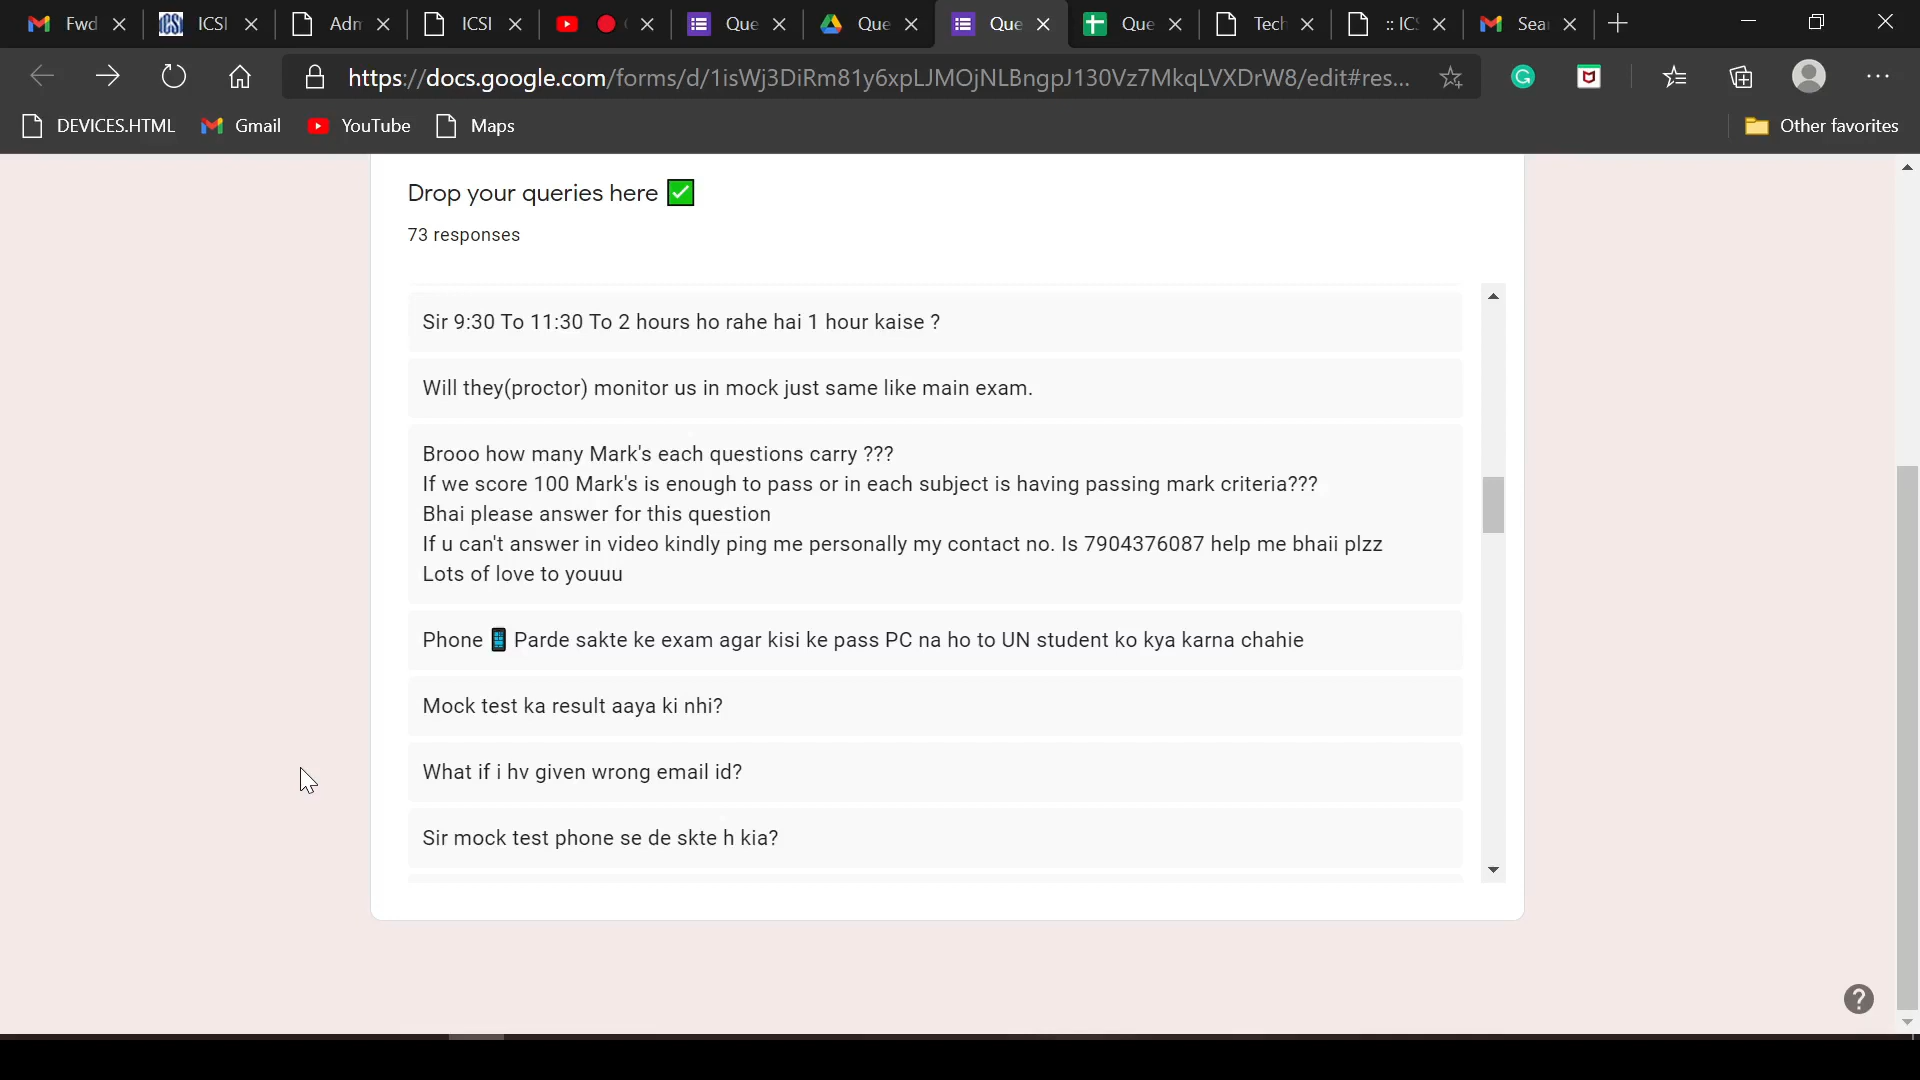 Fwd
ICSI
Adm
ICSI
Que
Que
Que
Que
Tech
:: IC
Sea
https://docs.google.com/forms/d/1isWj3DiRm81y6xpLJMOjNLBngpJ130Vz7MkqLVXDrW8/edit#res...
DEVICES.HTML
Gmail
YouTube
Maps
Other favorites
Drop your queries here ✅
73 responses
Sir 9:30 To 11:30 To 2 hours ho rahe hai 1 hour kaise ?
Will they(proctor) monitor us in mock just same like main exam.
Brooo how many Mark's each questions carry ???
If we score 100 Mark's is enough to pass or in each subject is having passing mark criteria???
Bhai please answer for this question
If u can't answer in video kindly ping me personally my contact no. Is 7904376087 help me bhaii plzz
Lots of love to youuu
Phone 📱 Parde sakte ke exam agar kisi ke pass PC na ho to UN student ko kya karna chahie
Mock test ka result aaya ki nhi?
What if i hv given wrong email id?
Sir mock test phone se de skte h kia?